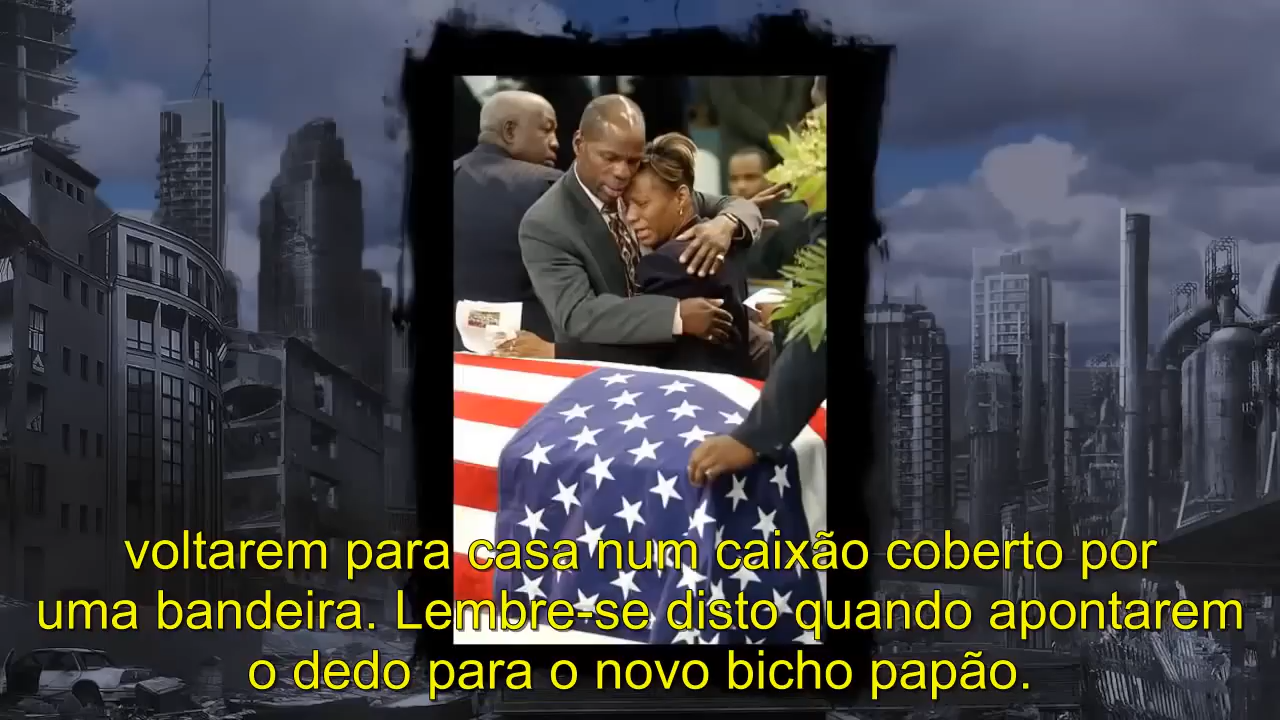 voltarem para casa num caixão coberto por
uma bandeira. Lembre-se disto quando apontarem
o dedo para o novo bicho papão.